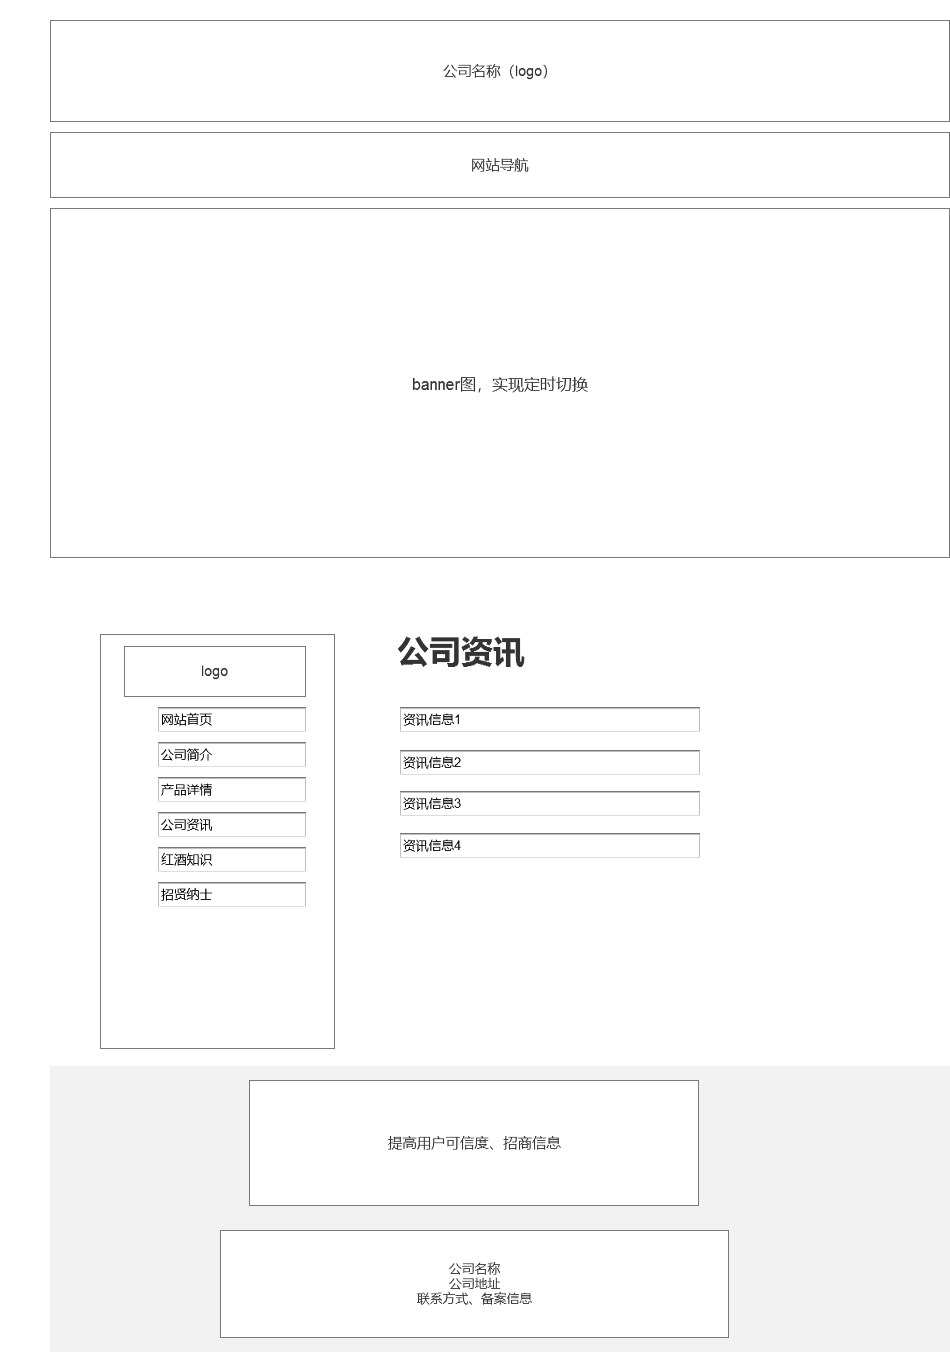 公司名称（logo）
网站导航
banner图，实现定时切换
logo
网站首页
公司简介
产品详情
公司资讯
红酒知识
招贤纳士
公司资讯
资讯信息1
资讯信息2
资讯信息3
资讯信息4
提高用户可信度、招商信息
公司名称
公司地址
联系方式、备案信息